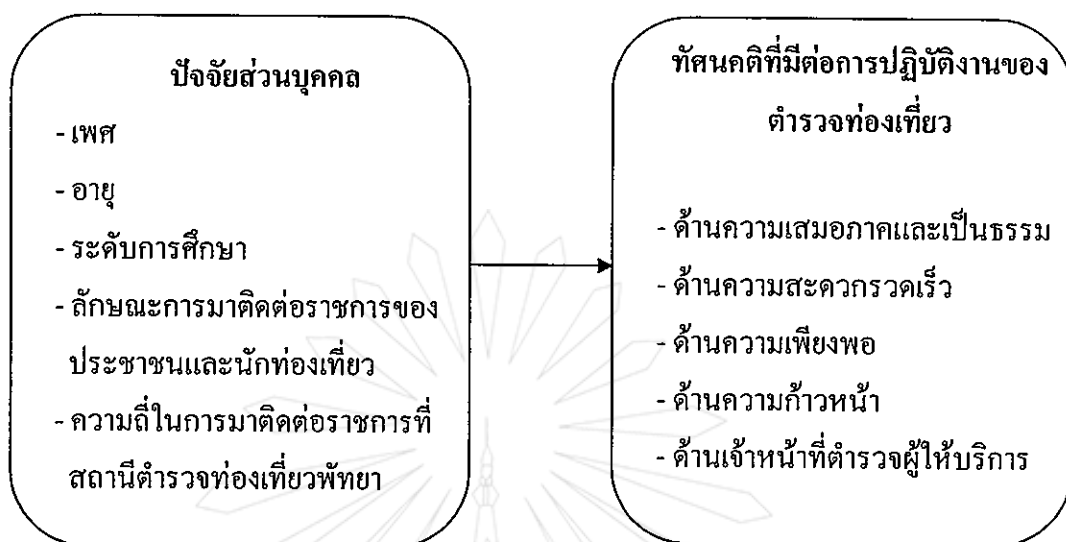 ปัจจัยส่วนบุคคล
- เพศ
- อายุ
- ระดับการศึกษา
- ลักษณะการมาติดต่อราชการของ
ประชาชนและนักท่องเที่ยว
- ความถี่ในการมาติดต่อราชการที่
สถานีตำรวจท่องเที่ยวพัทยา
ทัศนคติที่มีต่อการปฏิบัติงานของ
ตำรวจท่องเที่ยว
- ด้านความเสมอภาคและเป็นธรรม
- ด้านความสะดวกรวดเร็ว
- ด้านความเพียงพอ
- ด้านความก้าวหน้า
- ด้านเจ้าหน้าที่ตำรวจผู้ให้บริการ